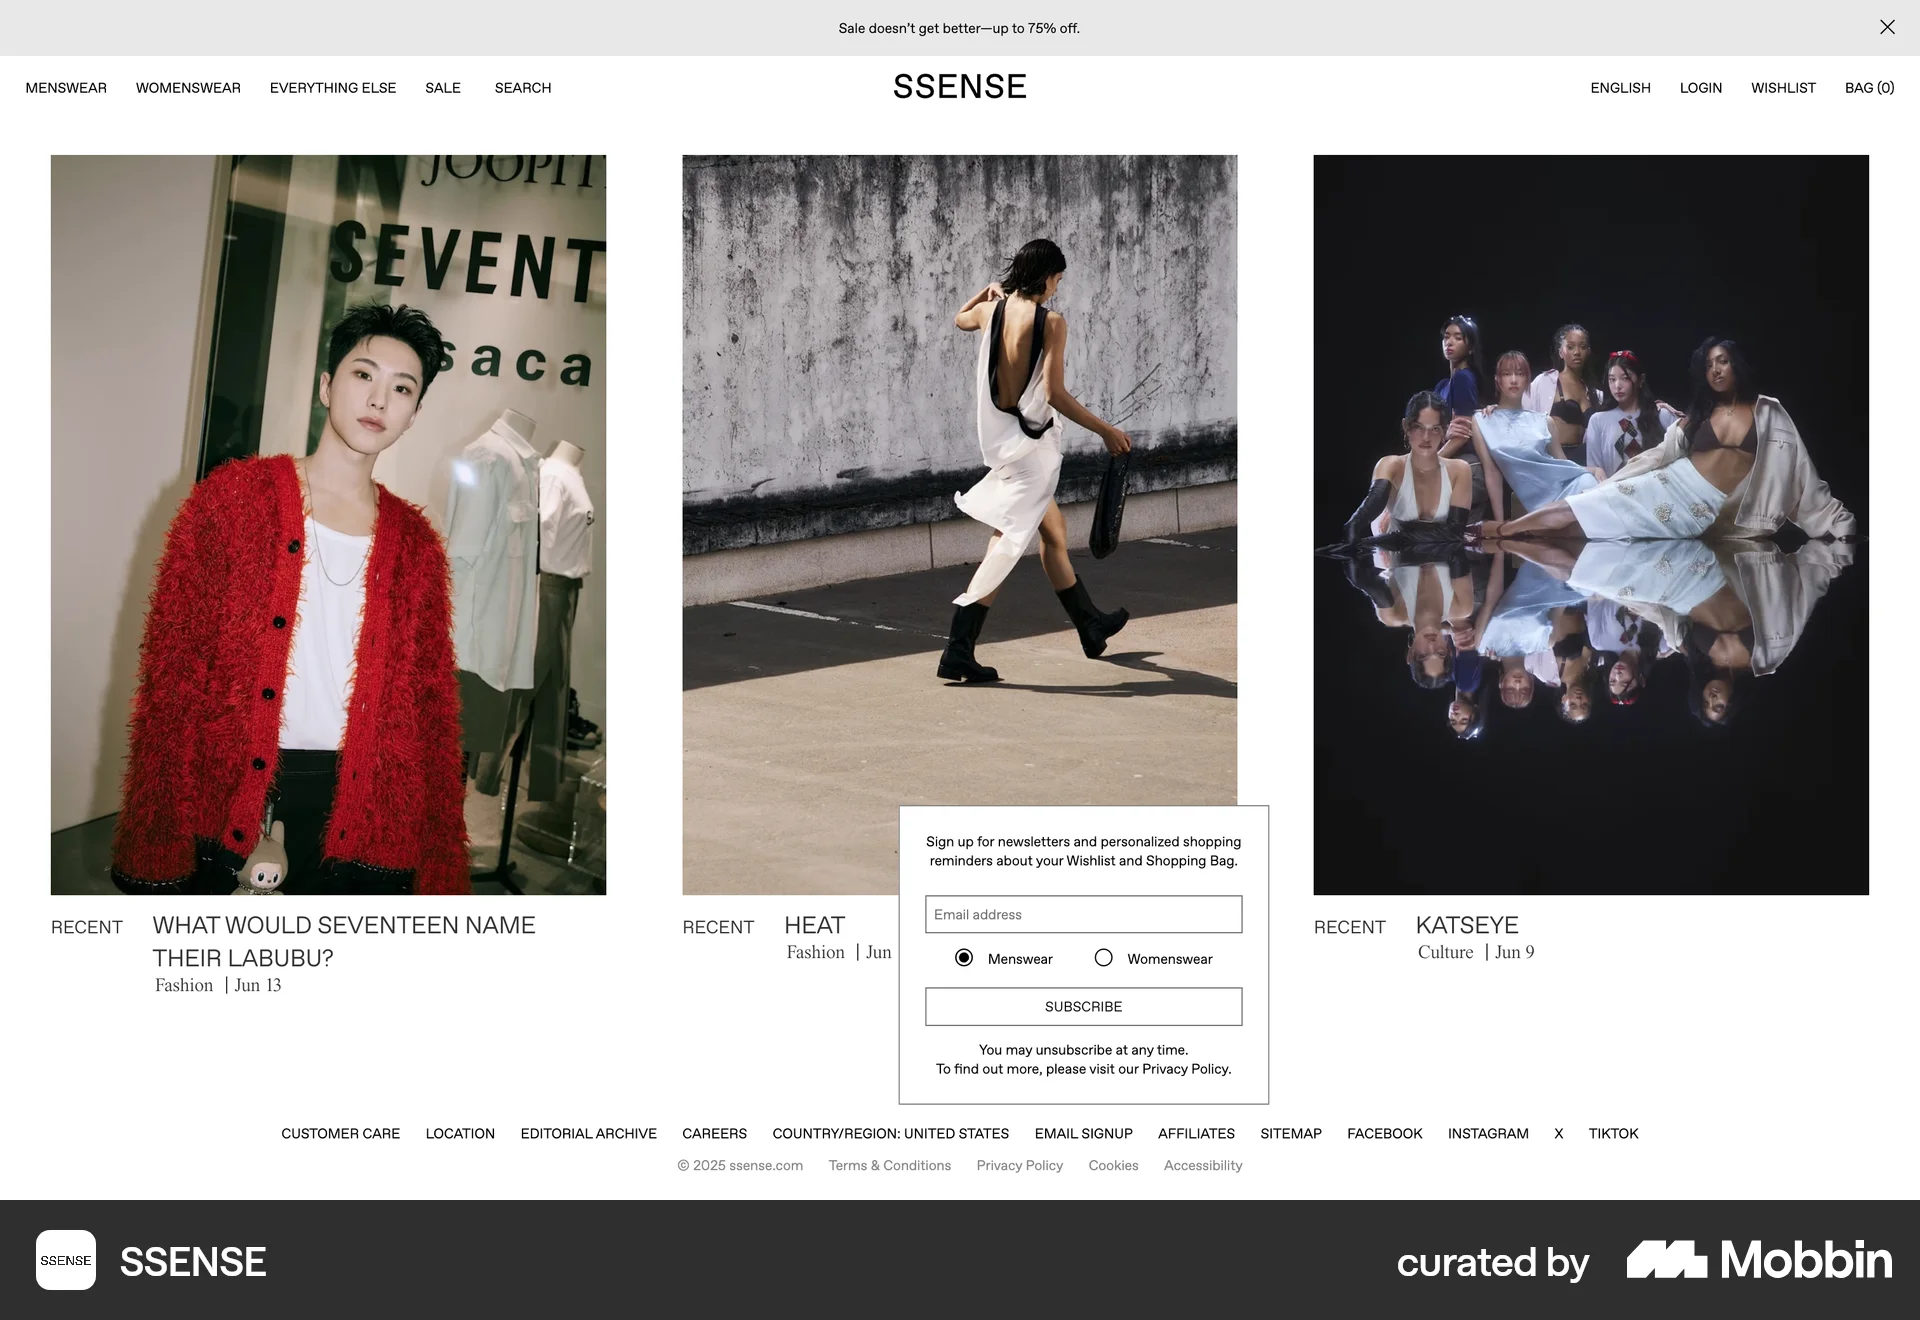 Sale doesn't get better—up to 75% off.
MENSWEAR WOMENSWEAR EVERYTHING ELSE SALE SEARCH
SSENSE
ENGLISH LOGIN WISHLIST BAG (0)
SEVENT
saca
RECENT
WHAT WOULD SEVENTEEN NAME
THEIR LABUBU?
Fashion | Jun 13
RECENT
HEAT
Fashion | Jun
RECENT
KATSEYE
Culture | Jun 9
Sign up for newsletters and personalized shopping
reminders about your Wishlist and Shopping Bag.
Email address
Menswear Womenswear
SUBSCRIBE
You may unsubscribe at any time.
To find out more, please visit our Privacy Policy.
CUSTOMER CARE LOCATION EDITORIAL ARCHIVE CAREERS COUNTRY/REGION: UNITED STATES EMAIL SIGNUP AFFILIATES SITEMAP FACEBOOK INSTAGRAM X TIKTOK
© 2025 ssense.com Terms & Conditions Privacy Policy Cookies Accessibility
SSENSE
SSENSE
curated by
Mobbin